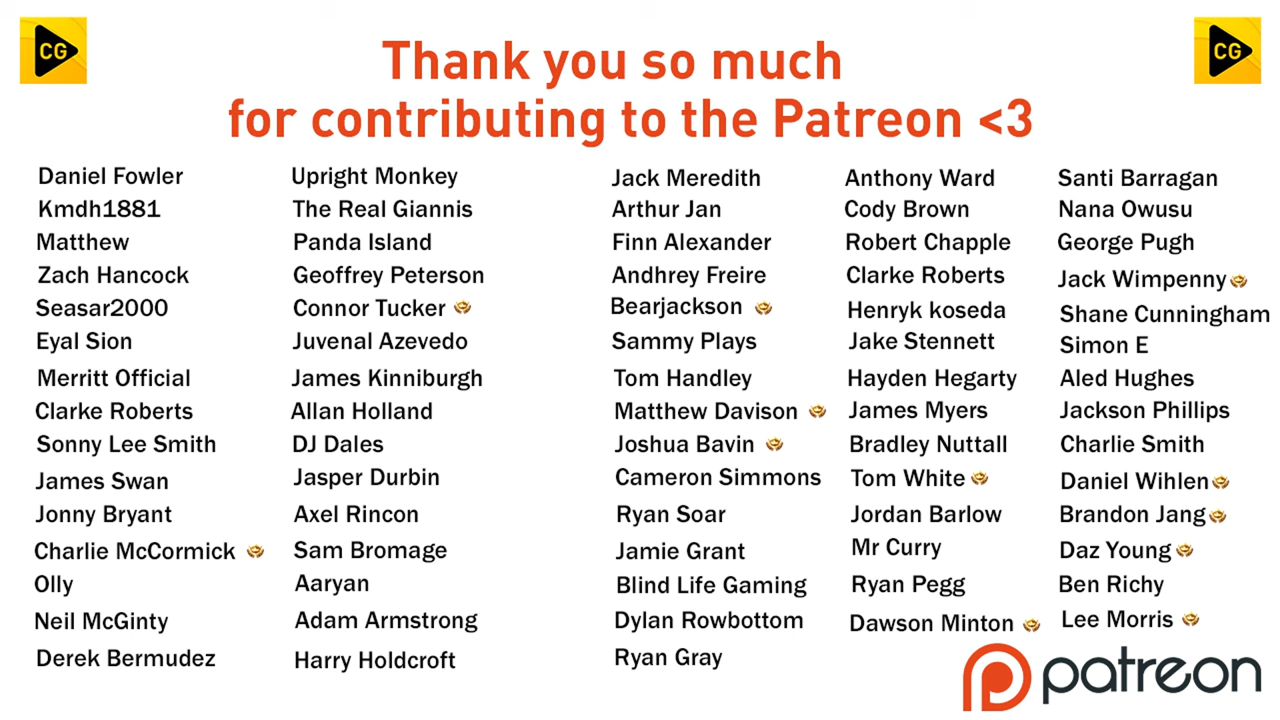 CG
CG
Thank you so much
for contributing to the Patreon <3
Daniel Fowler
Kmdh1881
Matthew
Zach Hancock
Seasar2000
Eyal Sion
Merritt Official
Clarke Roberts
Sonny Lee Smith
James Swan
Jonny Bryant
Charlie McCormick
Olly
Neil McGinty
Derek Bermudez
Upright Monkey
The Real Giannis
Panda Island
Geoffrey Peterson
Connor Tucker
Juvenal Azevedo
James Kinniburgh
Allan Holland
DJ Dales
Jasper Durbin
Axel Rincon
Sam Bromage
Aaryan
Adam Armstrong
Harry Holdcroft
Jack Meredith
Arthur Jan
Finn Alexander
Andhrey Freire
Bearjackson
Sammy Plays
Tom Handley
Matthew Davison
Joshua Bavin
Cameron Simmons
Ryan Soar
Jamie Grant
Blind Life Gaming
Dylan Rowbottom
Ryan Gray
Anthony Ward
Cody Brown
Robert Chapple
Clarke Roberts
Henryk koseda
Jake Stennett
Hayden Hegarty
James Myers
Bradley Nuttall
Tom White
Jordan Barlow
Mr Curry
Ryan Pegg
Dawson Minton
Santi Barragan
Nana Owusu
George Pugh
Jack Wimpenny
Shane Cunningham
Simon E
Aled Hughes
Jackson Phillips
Charlie Smith
Daniel Wihlen
Brandon Jang
Daz Young
Ben Richy
Lee Morris
patreon